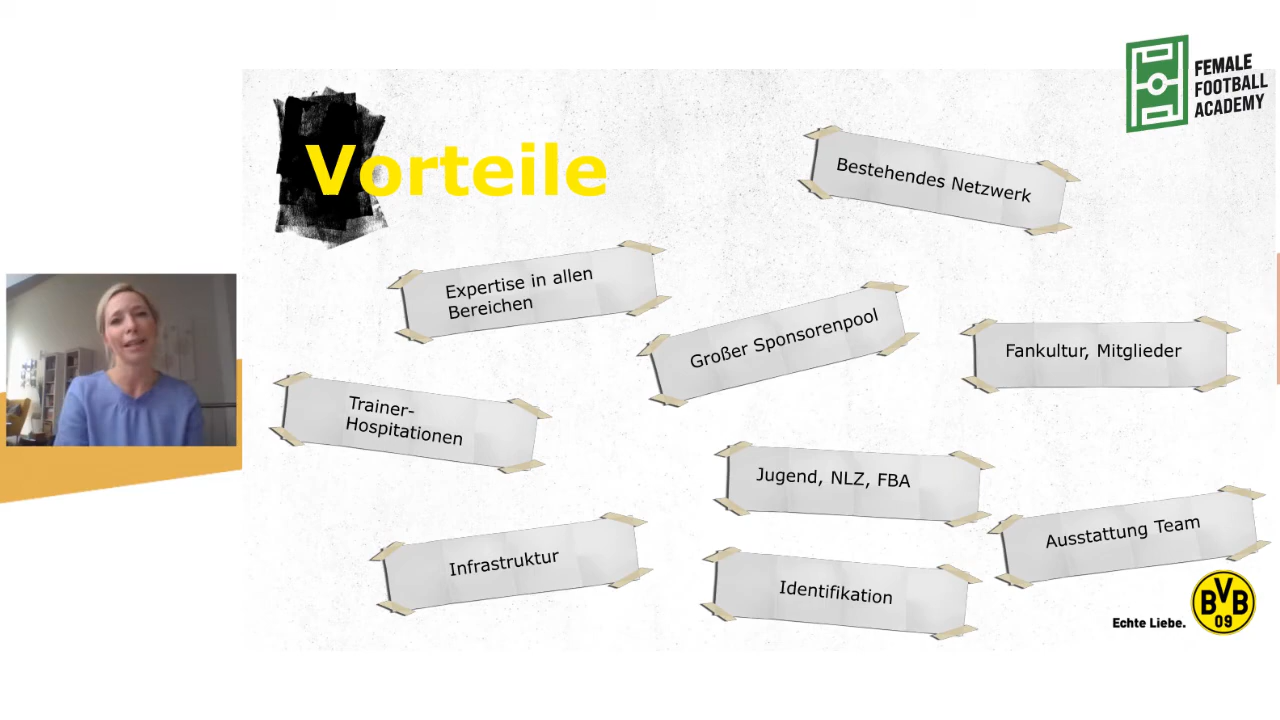 FEMALE
FOOTBALL
ACADEMY
Vorteile
Bestehendes Netzwerk
Expertise in allen
Bereichen
Großer Sponsorenpool
Fankultur, Mitglieder
Trainer-
Hospitationen
Jugend, NLZ, FBA
Ausstattung Team
Infrastruktur
Identifikation
Echte Liebe.
BVB
09